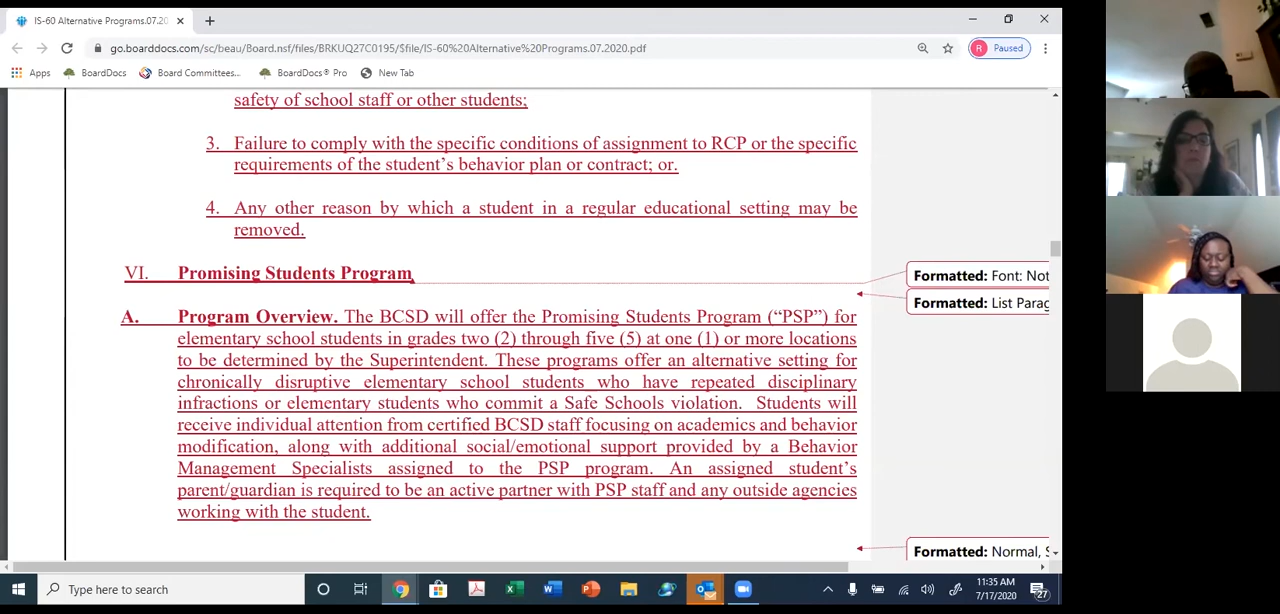 IS-60 Alternative Programs.07.20
go.boarddocs.com/sc/beau/Board.nsf/files/BRKUQ27C0195/$file/IS-60%20Alternative%20Programs.07.2020.pdf
R Paused
Apps BoardDocs Board Committees... BoardDocs® Pro New Tab
safety of school staff or other students;
3. Failure to comply with the specific conditions of assignment to RCP or the specific
requirements of the student's behavior plan or contract; or.
4. Any other reason by which a student in a regular educational setting may be
removed.
VI. Promising Students Program
Formatted: Font: Not
Formatted: List Parag
A. Program Overview. The BCSD will offer the Promising Students Program ("PSP") for
elementary school students in grades two (2) through five (5) at one (1) or more locations
to be determined by the Superintendent. These programs offer an alternative setting for
chronically disruptive elementary school students who have repeated disciplinary
infractions or elementary students who commit a Safe Schools violation. Students will
receive individual attention from certified BCSD staff focusing on academics and behavior
modification, along with additional social/emotional support provided by a Behavior
Management Specialists assigned to the PSP program. An assigned student's
parent/guardian is required to be an active partner with PSP staff and any outside agencies
working with the student.
Formatted: Normal, S
Type here to search
11:35 AM
7/17/2020
27